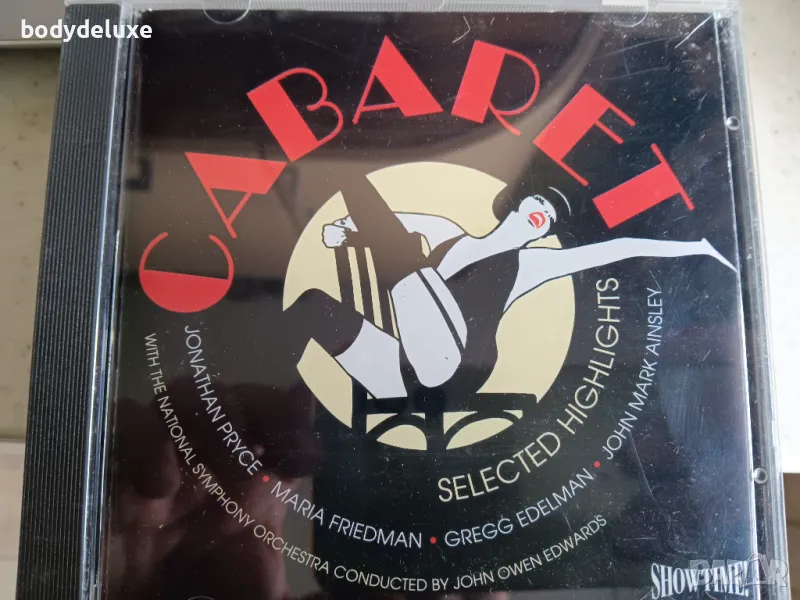 bodydeluxe
CABARET
SELECTED HIGHLIGHTS
JONATHAN PRYCE • MARIA FRIEDMAN • GREGG EDELMAN • JOHN MARK AINSLEY
WITH THE NATIONAL SYMPHONY ORCHESTRA CONDUCTED BY JOHN OWEN EDWARDS
SHOWTIME!